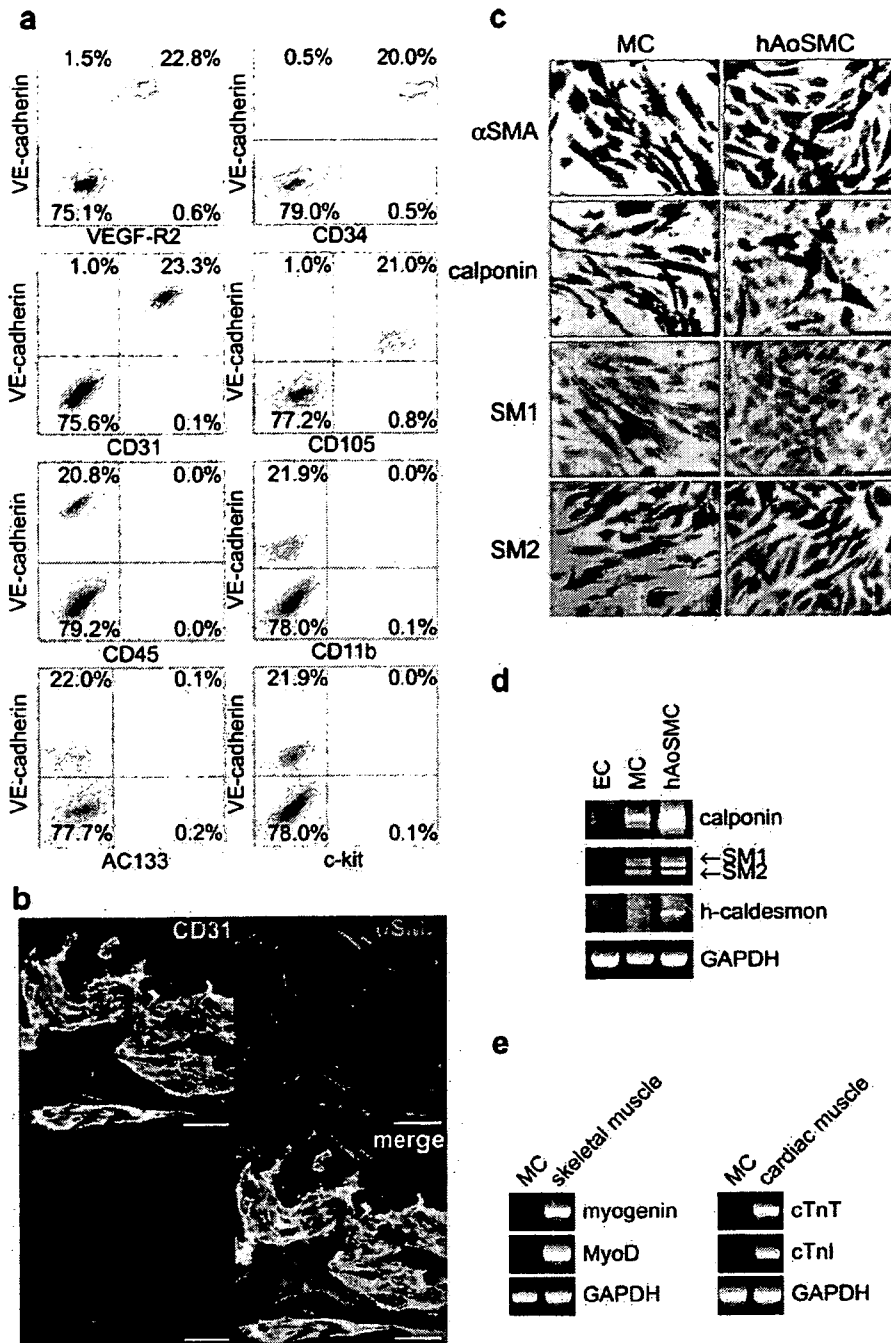 a
1.5% 22.8%
VE-cadherin
75.1% 0.6%
VEGF-R2
0.5% 20.0%
VE-cadherin
79.0% 0.5%
CD34
1.0% 23.3%
VE-cadherin
75.6% 0.1%
CD31
1.0% 21.0%
VE-cadherin
77.2% 0.8%
CD105
20.8% 0.0%
VE-cadherin
79.2% 0.0%
CD45
21.9% 0.0%
VE-cadherin
78.0% 0.1%
CD11b
22.0% 0.1%
VE-cadherin
77.7% 0.2%
AC133
21.9% 0.0%
VE-cadherin
78.0% 0.1%
c-kit
b
CD31
merge
c
MC hAoSMC
αSMA
calponin
SM1
SM2
d
EC MC hAoSMC
calponin
←SM1
←SM2
h-caldesmon
GAPDH
e
MC skeletal muscle
myogenin
MyoD
GAPDH
MC cardiac muscle
cTnT
cTnI
GAPDH